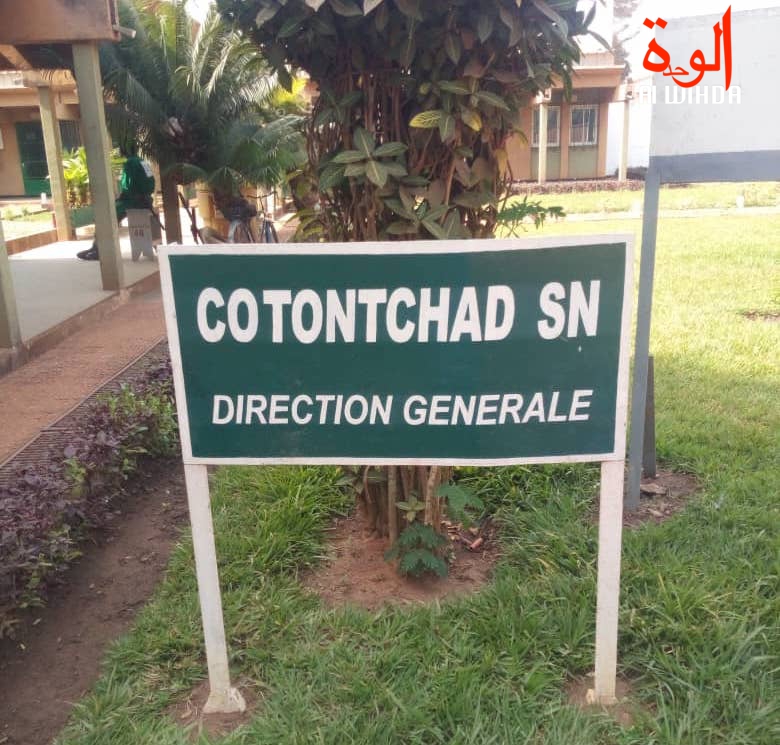 الوحدة
AL WIHDA
COTONTCHAD SN
DIRECTION GENERALE